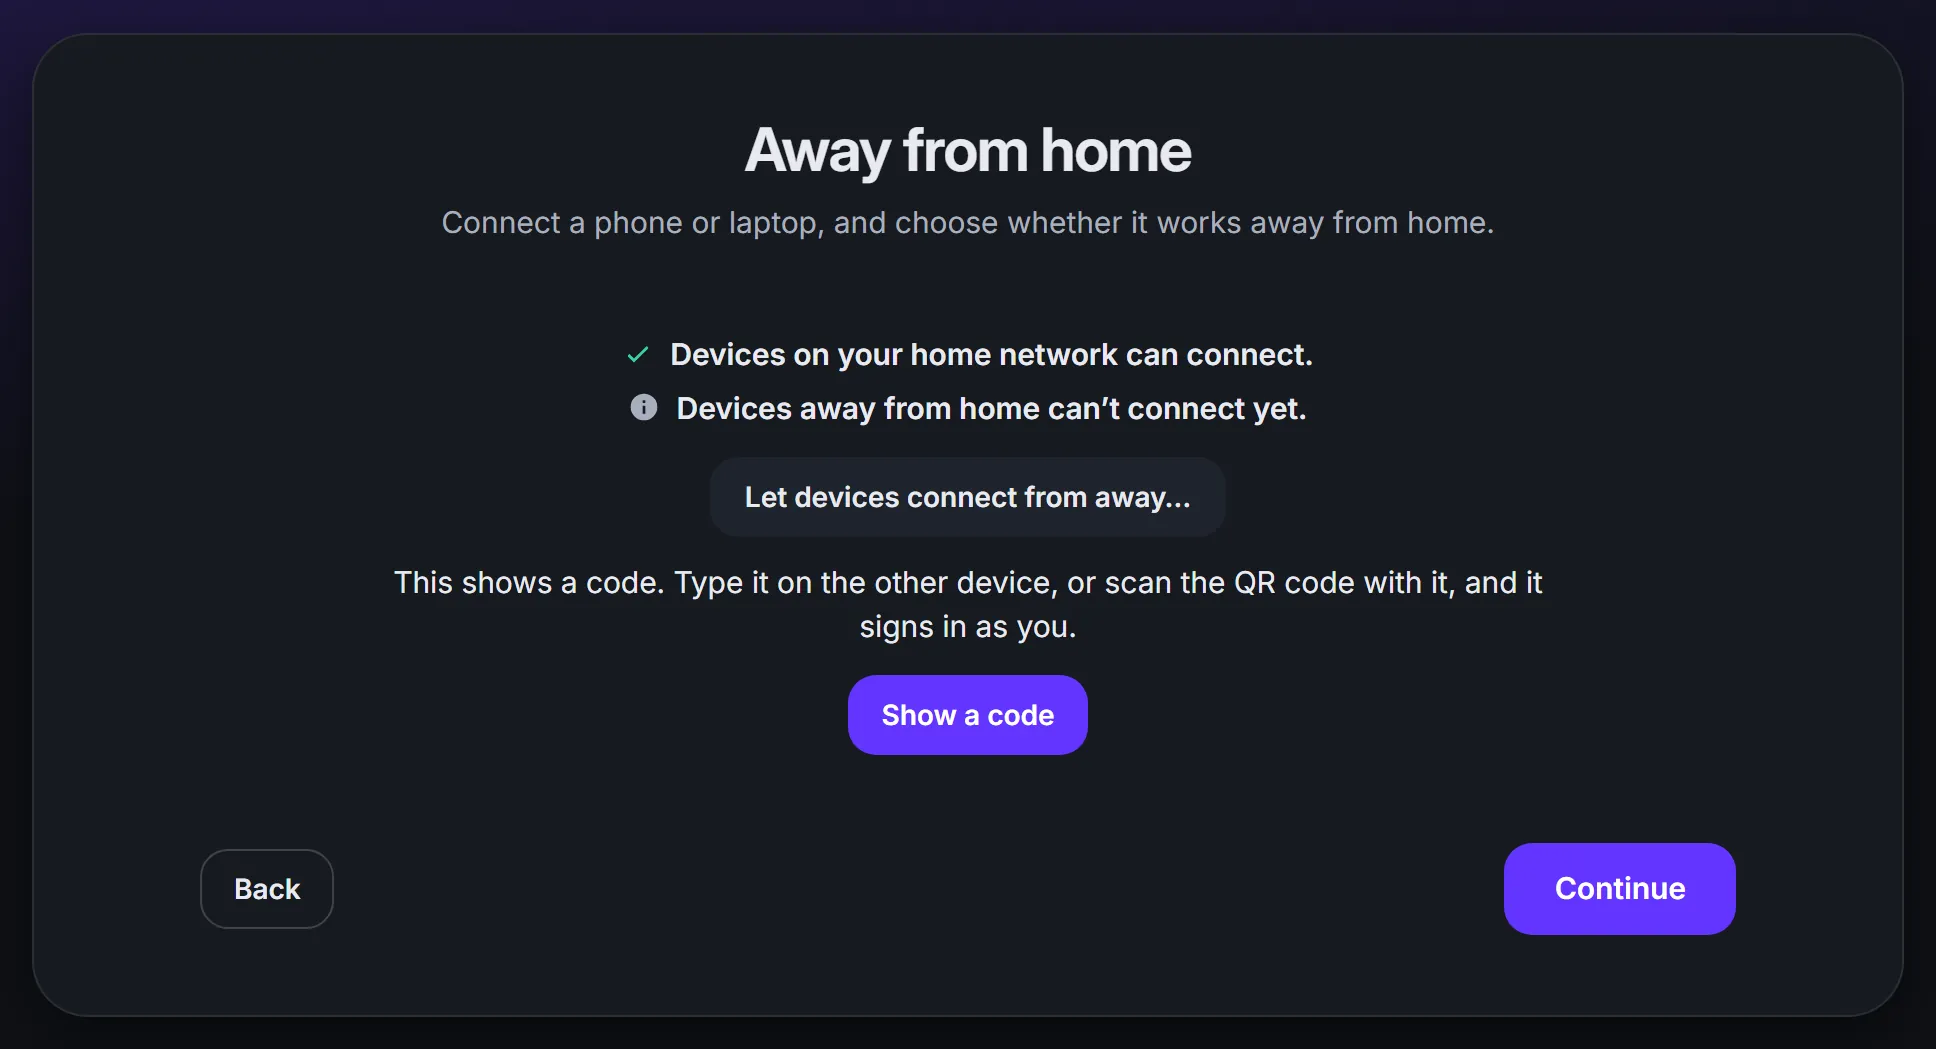 Away from home
Connect a phone or laptop, and choose whether it works away from home.
Devices on your home network can connect.
Devices away from home can’t connect yet.
Let devices connect from away...
This shows a code. Type it on the other device, or scan the QR code with it, and it
signs in as you.
Show a code
Back
Continue